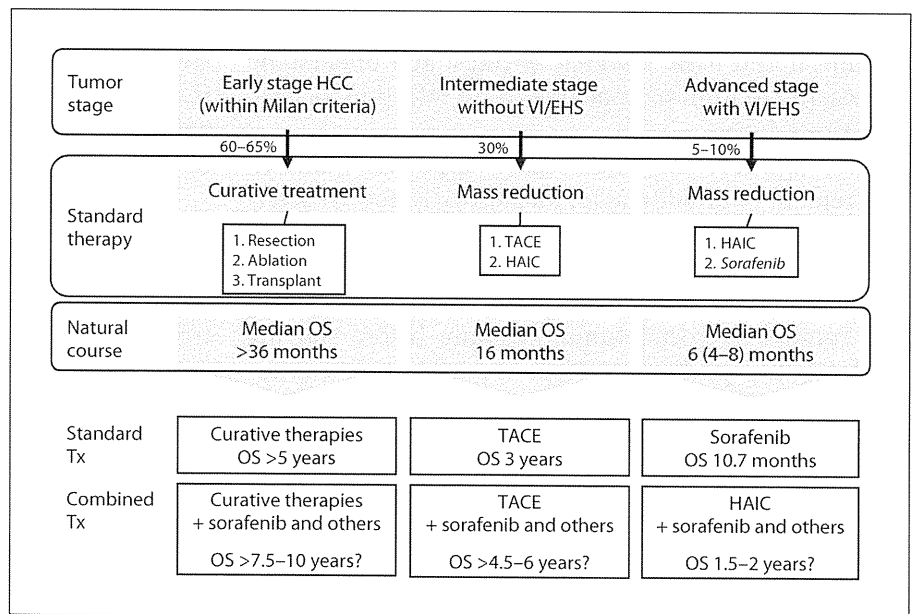 Tumor
stage
Early stage HCC
(within Milan criteria)
Intermediate stage
without VI/EHS
Advanced stage
with VI/EHS
60–65%
30%
5–10%
Standard
therapy
Curative treatment
1. Resection
2. Ablation
3. Transplant
Mass reduction
1. TACE
2. HAIC
Mass reduction
1. HAIC
2. Sorafenib
Natural
course
Median OS
>36 months
Median OS
16 months
Median OS
6 (4–8) months
Standard
Tx
Curative therapies
OS >5 years
TACE
OS 3 years
Sorafenib
OS 10.7 months
Combined
Tx
Curative therapies
+ sorafenib and others
OS >7.5–10 years?
TACE
+ sorafenib and others
OS >4.5–6 years?
HAIC
+ sorafenib and others
OS 1.5–2 years?